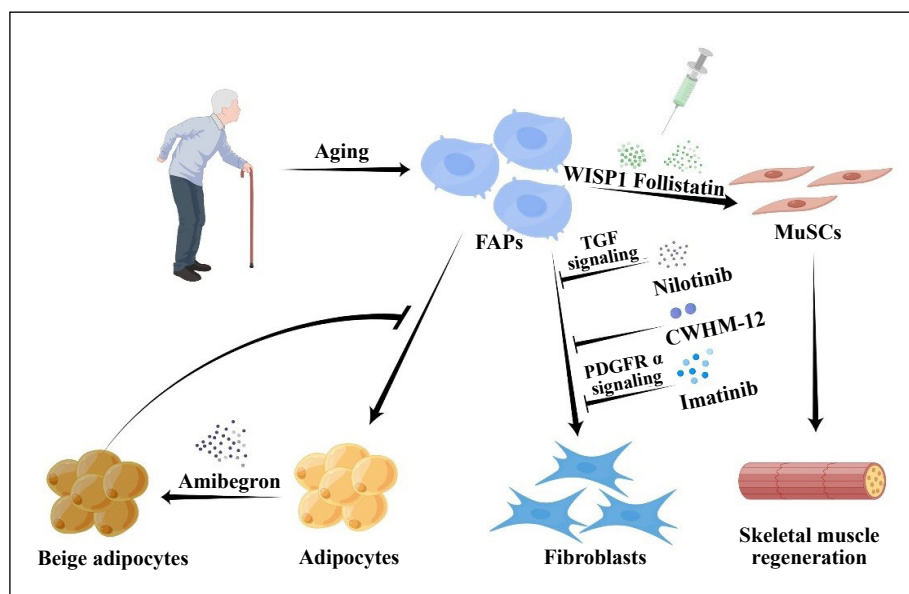 Aging
WISP1 Follistatin
FAPs
MuSCs
TGF
signaling
Nilotinib
CWHM-12
PDGFR α
signaling
Imatinib
Amibegron
Beige adipocytes
Adipocytes
Fibroblasts
Skeletal muscle
regeneration